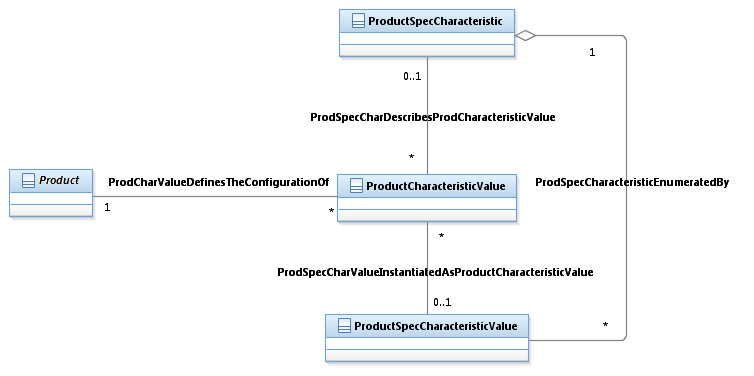 ProductSpecCharacteristic
1
0..1
ProdSpecCharDescribesProdCharacteristicValue
*
Product
ProdCharValueDefinesTheConfigurationOf
ProductCharacteristicValue
ProdSpecCharacteristicEnumeratedBy
1
*
*
ProdSpecCharValueInstantiatedAsProductCharacteristicValue
0..1
ProductSpecCharacteristicValue
*